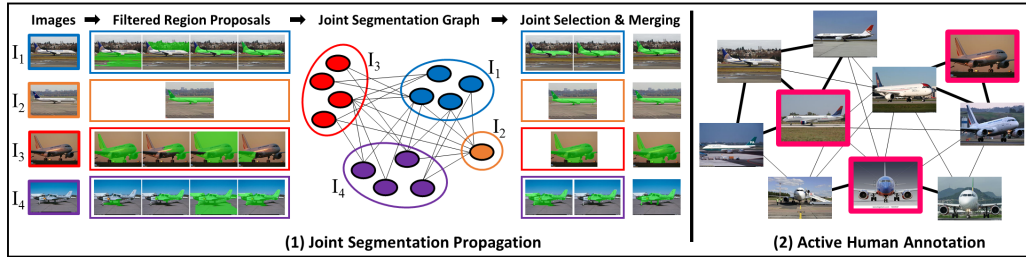 Images → Filtered Region Proposals → Joint Segmentation Graph → Joint Selection & Merging
I1
I2
I3
I4
I3
I1
I2
I4
(1) Joint Segmentation Propagation
(2) Active Human Annotation